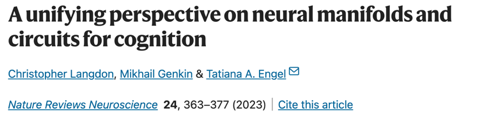 A unifying perspective on neural manifolds and
circuits for cognition
Christopher Langdon, Mikhail Genkin & Tatiana A. Engel
Nature Reviews Neuroscience 24, 363–377 (2023) | Cite this article